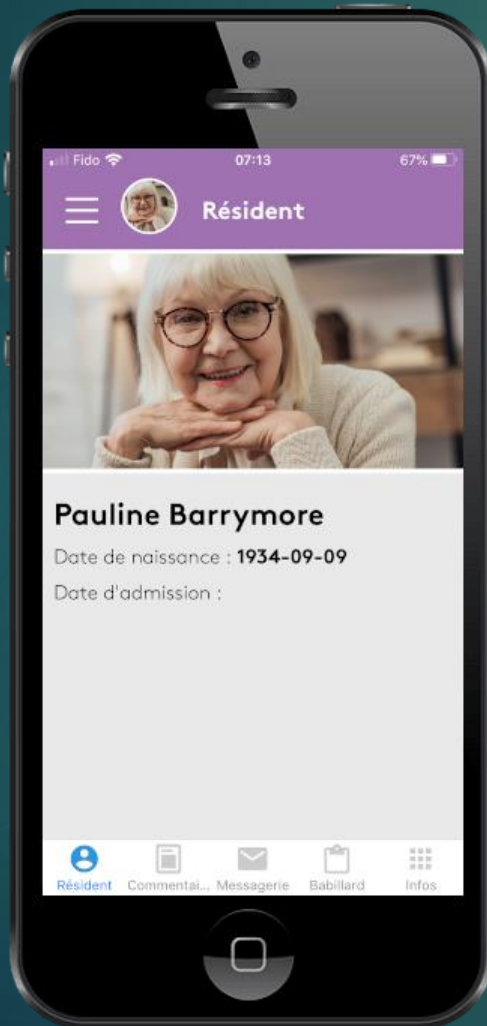 Fido 07:13 67%
Résident
Pauline Barrymore
Date de naissance : 1934-09-09
Date d'admission :
Résident Commentai... Messagerie Babillard Infos